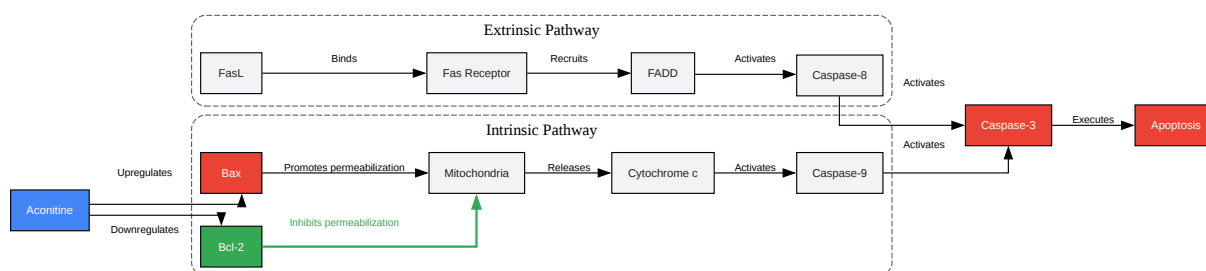 Extrinsic Pathway
FasL
Binds
Fas Receptor
Recruits
FADD
Activates
Caspase-8
Activates
Caspase-3
Executes
Apoptosis
Intrinsic Pathway
Activates
Upregulates
Bax
Promotes permeabilization
Mitochondria
Releases
Cytochrome c
Activates
Caspase-9
Aconitine
Downregulates
Bcl-2
Inhibits permeabilization